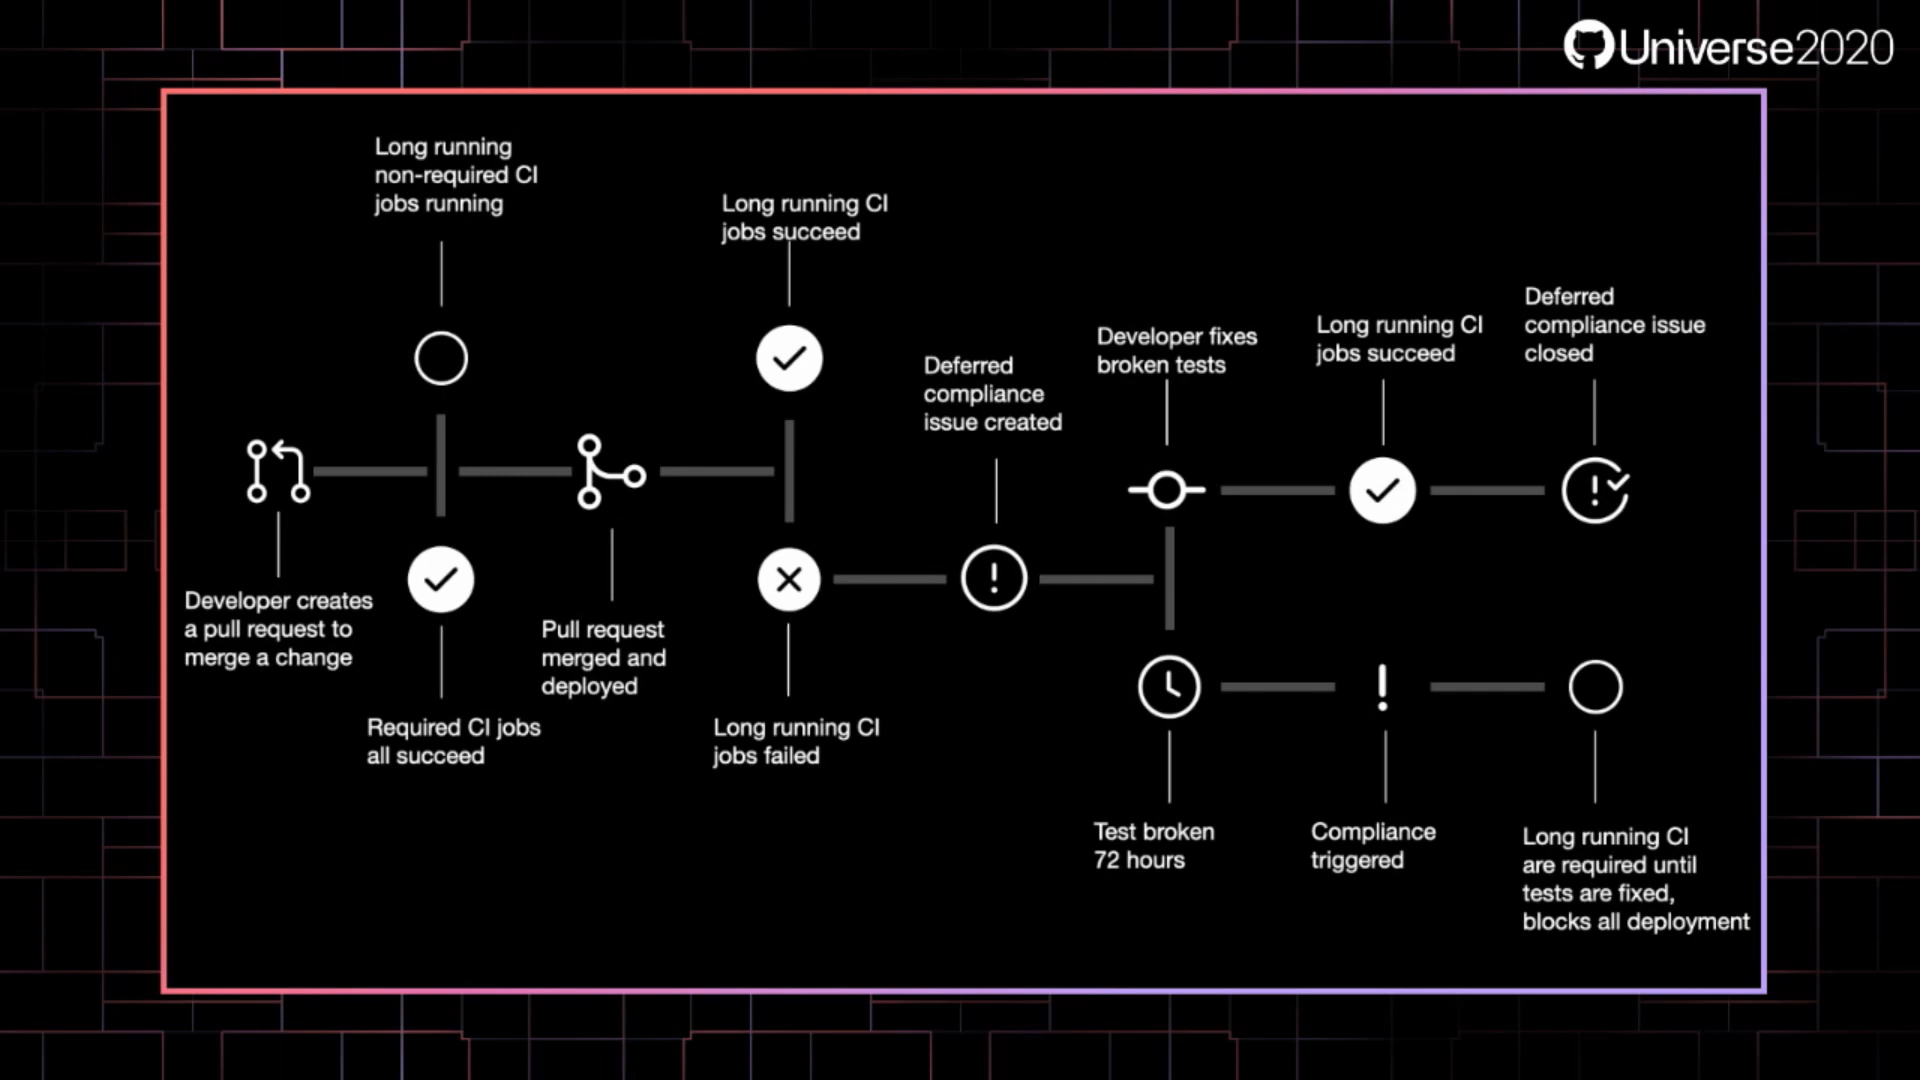 Universe2020
Long running
non-required CI
jobs running
Long running CI
jobs succeed
Developer creates
a pull request to
merge a change
Required CI jobs
all succeed
Pull request
merged and
deployed
Long running CI
jobs failed
Deferred
compliance
issue created
Developer fixes
broken tests
Long running CI
jobs succeed
Deferred
compliance issue
closed
Test broken
72 hours
Compliance
triggered
Long running CI
are required until
tests are fixed,
blocks all deployment